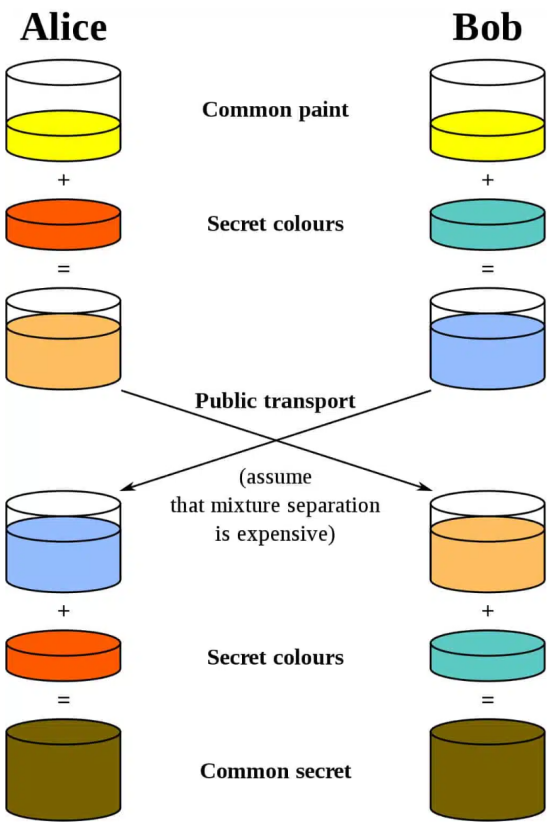 Alice Bob
Common paint
+ +
Secret colours
= =
Public transport
(assume
that mixture separation
is expensive)
+ +
Secret colours
= =
Common secret